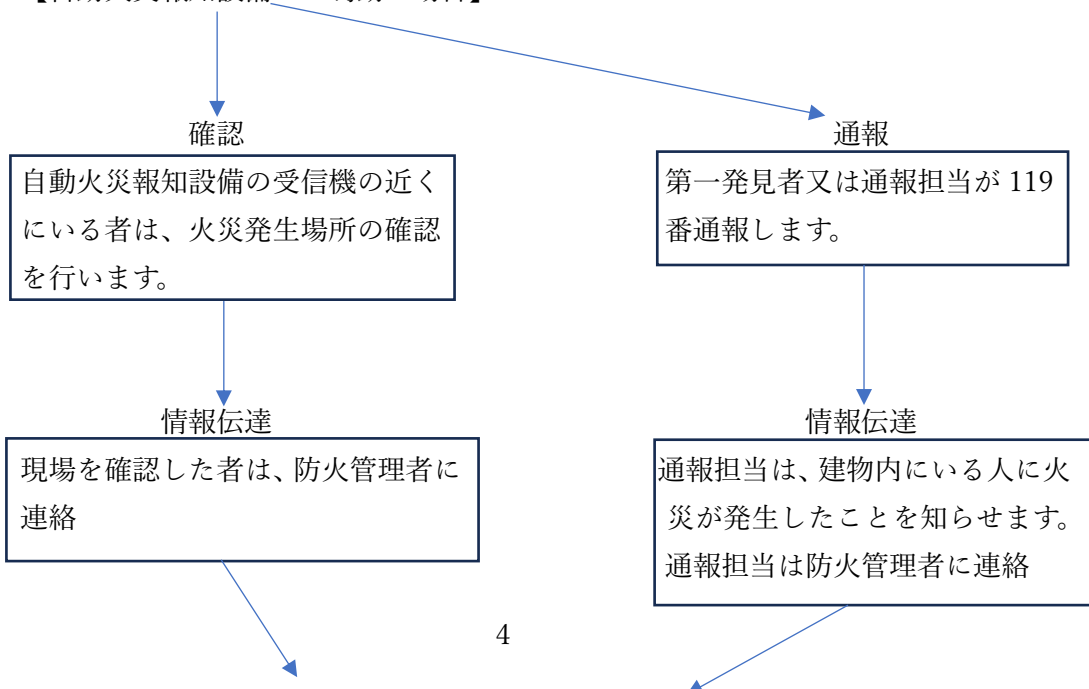 確認
自動火災報知設備の受信機の近く
にいる者は、火災発生場所の確認
を行います。
通報
第一発見者又は通報担当が 119
番通報します。
情報伝達
現場を確認した者は、防火管理者に
連絡
情報伝達
通報担当は、建物内にいる人に火
災が発生したことを知らせます。
通報担当は防火管理者に連絡
4